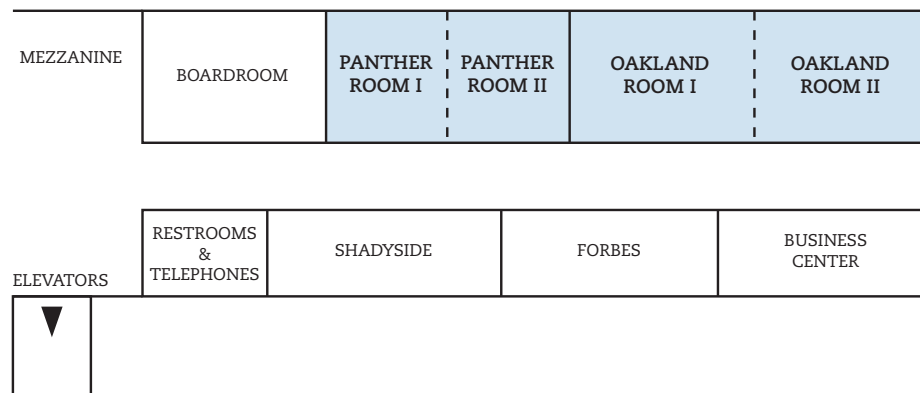 MEZZANINE
BOARDROOM
PANTHER
ROOM I
PANTHER
ROOM II
OAKLAND
ROOM I
OAKLAND
ROOM II
RESTROOMS
&
TELEPHONES
SHADYSIDE
FORBES
BUSINESS
CENTER
ELEVATORS